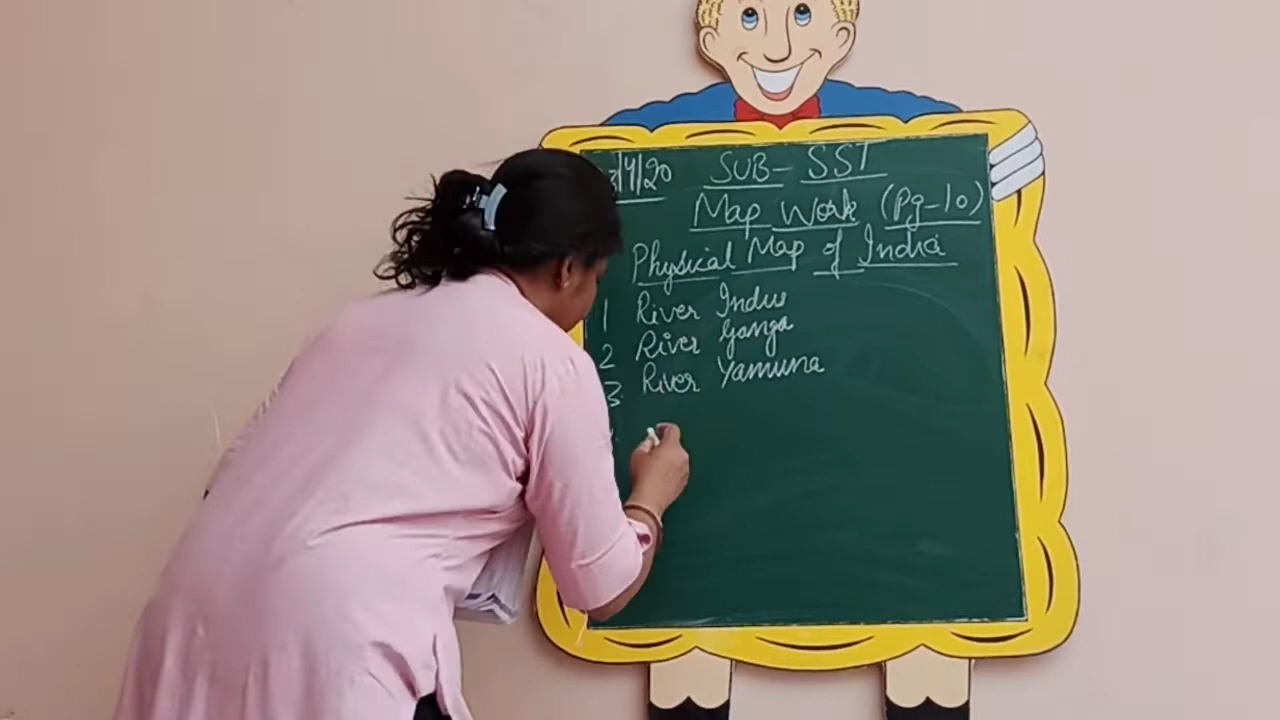 /4/20 SUB- SST
Map Work (Pg-10)
Physical Map of India
1 River Indus
2 River Ganga
3. River Yamuna